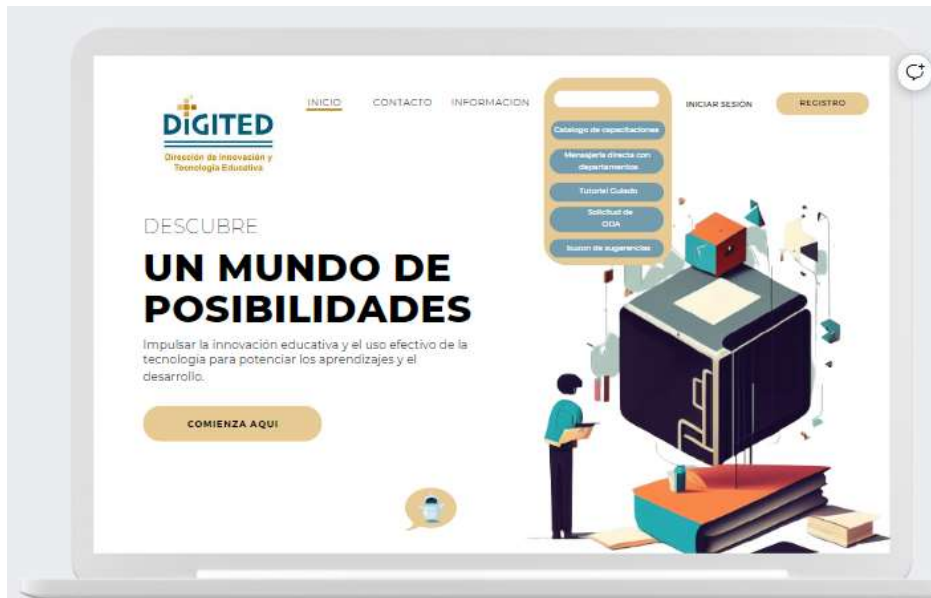 DIGITED
Dirección de Innovación y
Tecnología Educativa
INICIO
CONTACTO
INFORMACION
INICIAR SESIÓN
REGISTRO
Catalogo de capacitaciones
Mensajería directa con
departamentos
Tutorial Guiado
Solicitud de
ODA
buzon de sugerencias
DESCUBRE
UN MUNDO DE
POSIBILIDADES
Impulsar la innovación educativa y el uso efectivo de la
tecnología para potenciar los aprendizajes y el
desarrollo.
COMIENZA AQUI